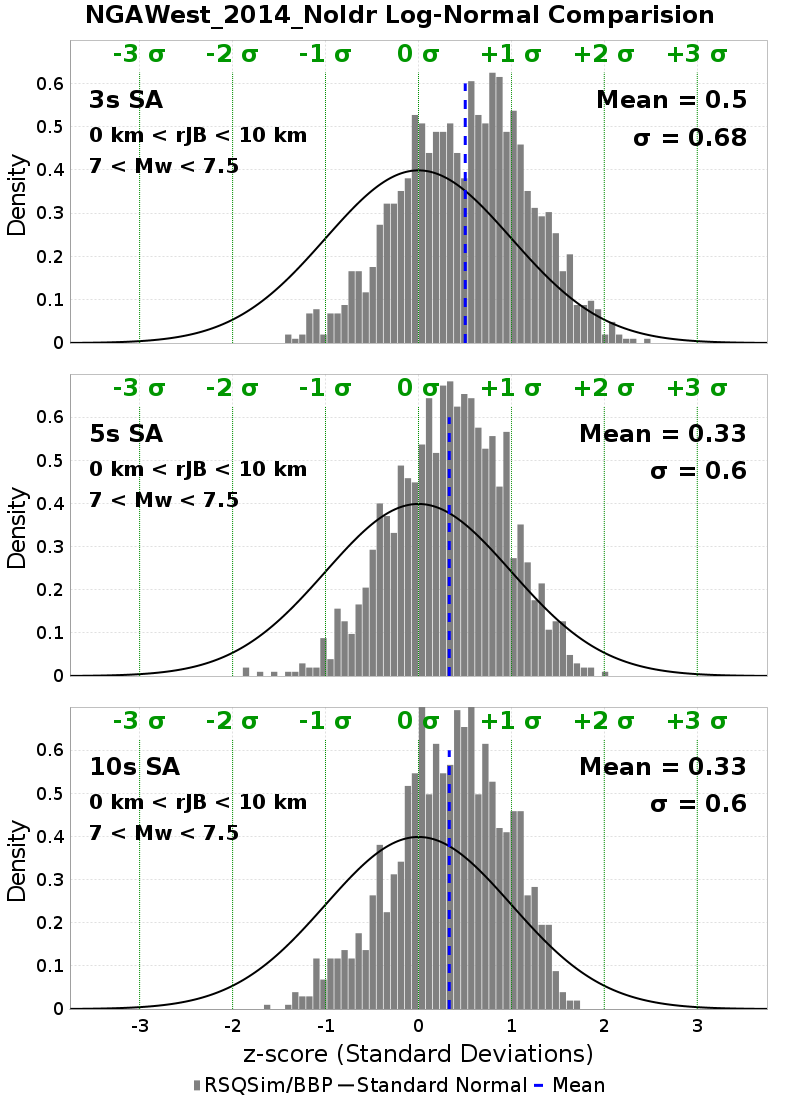 NGAWest_2014_NoIdr Log-Normal Comparision
-3 σ -2 σ -1 σ 0 σ +1 σ +2 σ +3 σ
3s SA
0 km < rJB < 10 km
7 < Mw < 7.5
Mean = 0.5
σ = 0.68
0.6
0.5
0.4
0.3
0.2
0.1
0
Density
-3 σ -2 σ -1 σ 0 σ +1 σ +2 σ +3 σ
5s SA
0 km < rJB < 10 km
7 < Mw < 7.5
Mean = 0.33
σ = 0.6
0.6
0.5
0.4
0.3
0.2
0.1
0
Density
-3 σ -2 σ -1 σ 0 σ +1 σ +2 σ +3 σ
10s SA
0 km < rJB < 10 km
7 < Mw < 7.5
Mean = 0.33
σ = 0.6
0.6
0.5
0.4
0.3
0.2
0.1
0
Density
-3 -2 -1 0 1 2 3
z-score (Standard Deviations)
RSQSim/BBP Standard Normal Mean